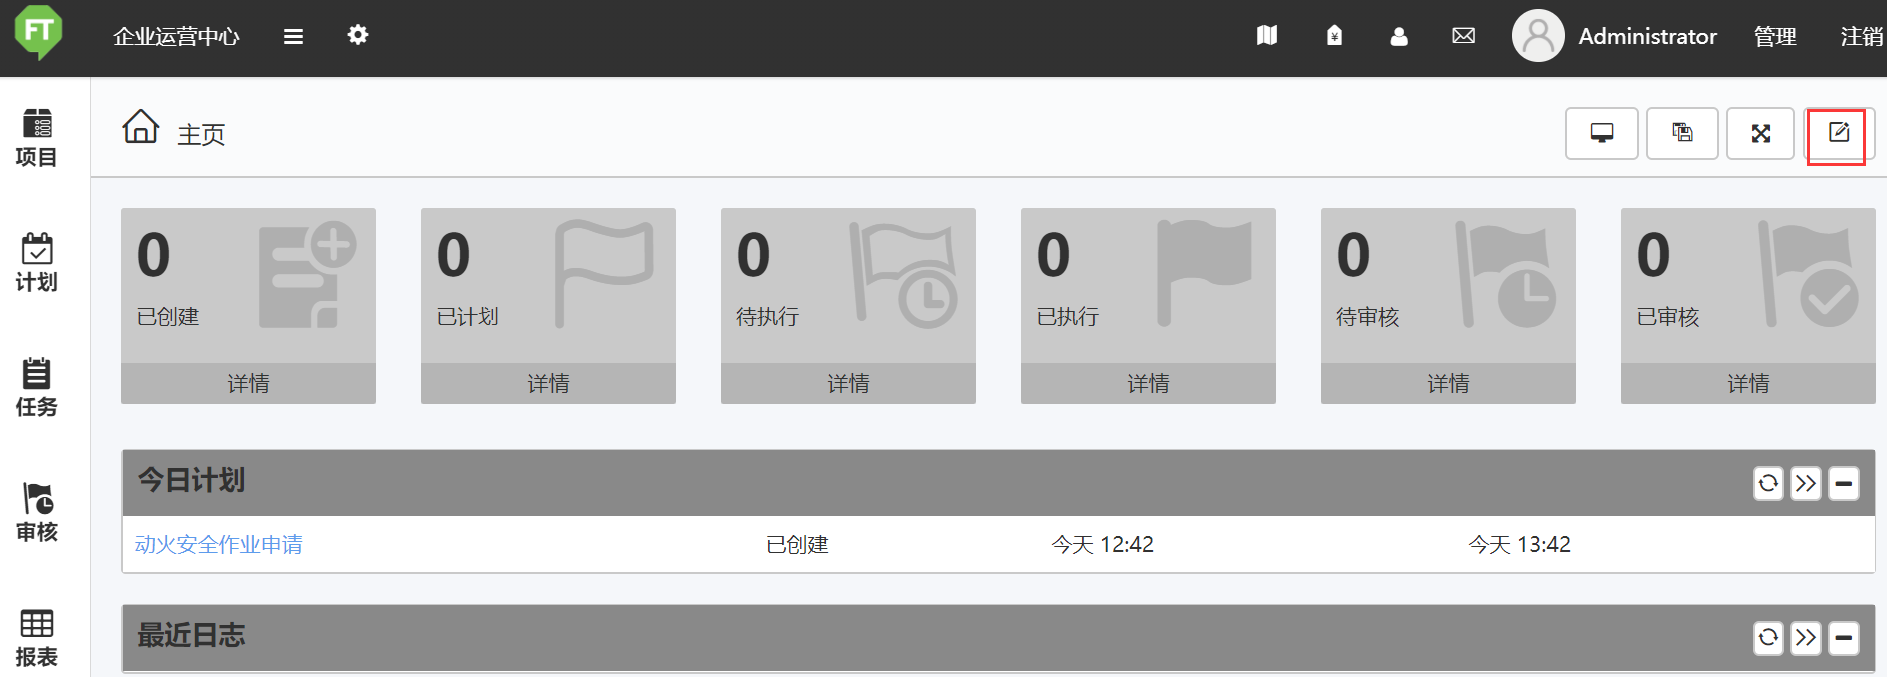 FT 企业运营中心 Administrator 管理 注销
主页
项目
计划
任务
审核
报表
0 0 0 0 0 0
已创建 已计划 待执行 已执行 待审核 已审核
详情 详情 详情 详情 详情 详情
今日计划
动火安全作业申请 已创建 今天 12:42 今天 13:42
最近日志